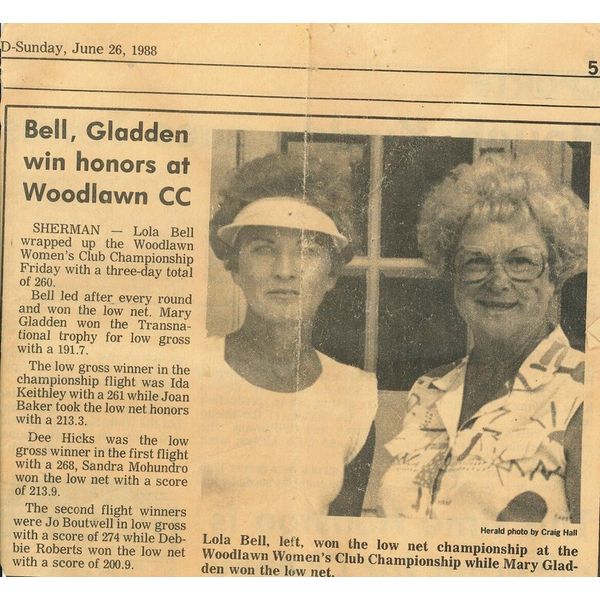 D-Sunday, June 26, 1988
5
Bell, Gladden
win honors at
Woodlawn CC
SHERMAN — Lola Bell
wrapped up the Woodlawn
Women's Club Championship
Friday with a three-day total
of 260.
Bell led after every round
and won the low net. Mary
Gladden won the Transna-
tional trophy for low gross
with a 191.7.
The low gross winner in the
championship flight was Ida
Keithley with a 261 while Joan
Baker took the low net honors
with a 213.3.
Dee Hicks was the low
gross winner in the first flight
with a 268, Sandra Mohundro
won the low net with a score
of 213.9.
The second flight winners
were Jo Boutwell in low gross
with a score of 274 while Deb-
bie Roberts won the low net
with a score of 200.9.
Herald photo by Craig Hall
Lola Bell, left, won the low net championship at the
Woodlawn Women's Club Championship while Mary Glad-
den won the low net.